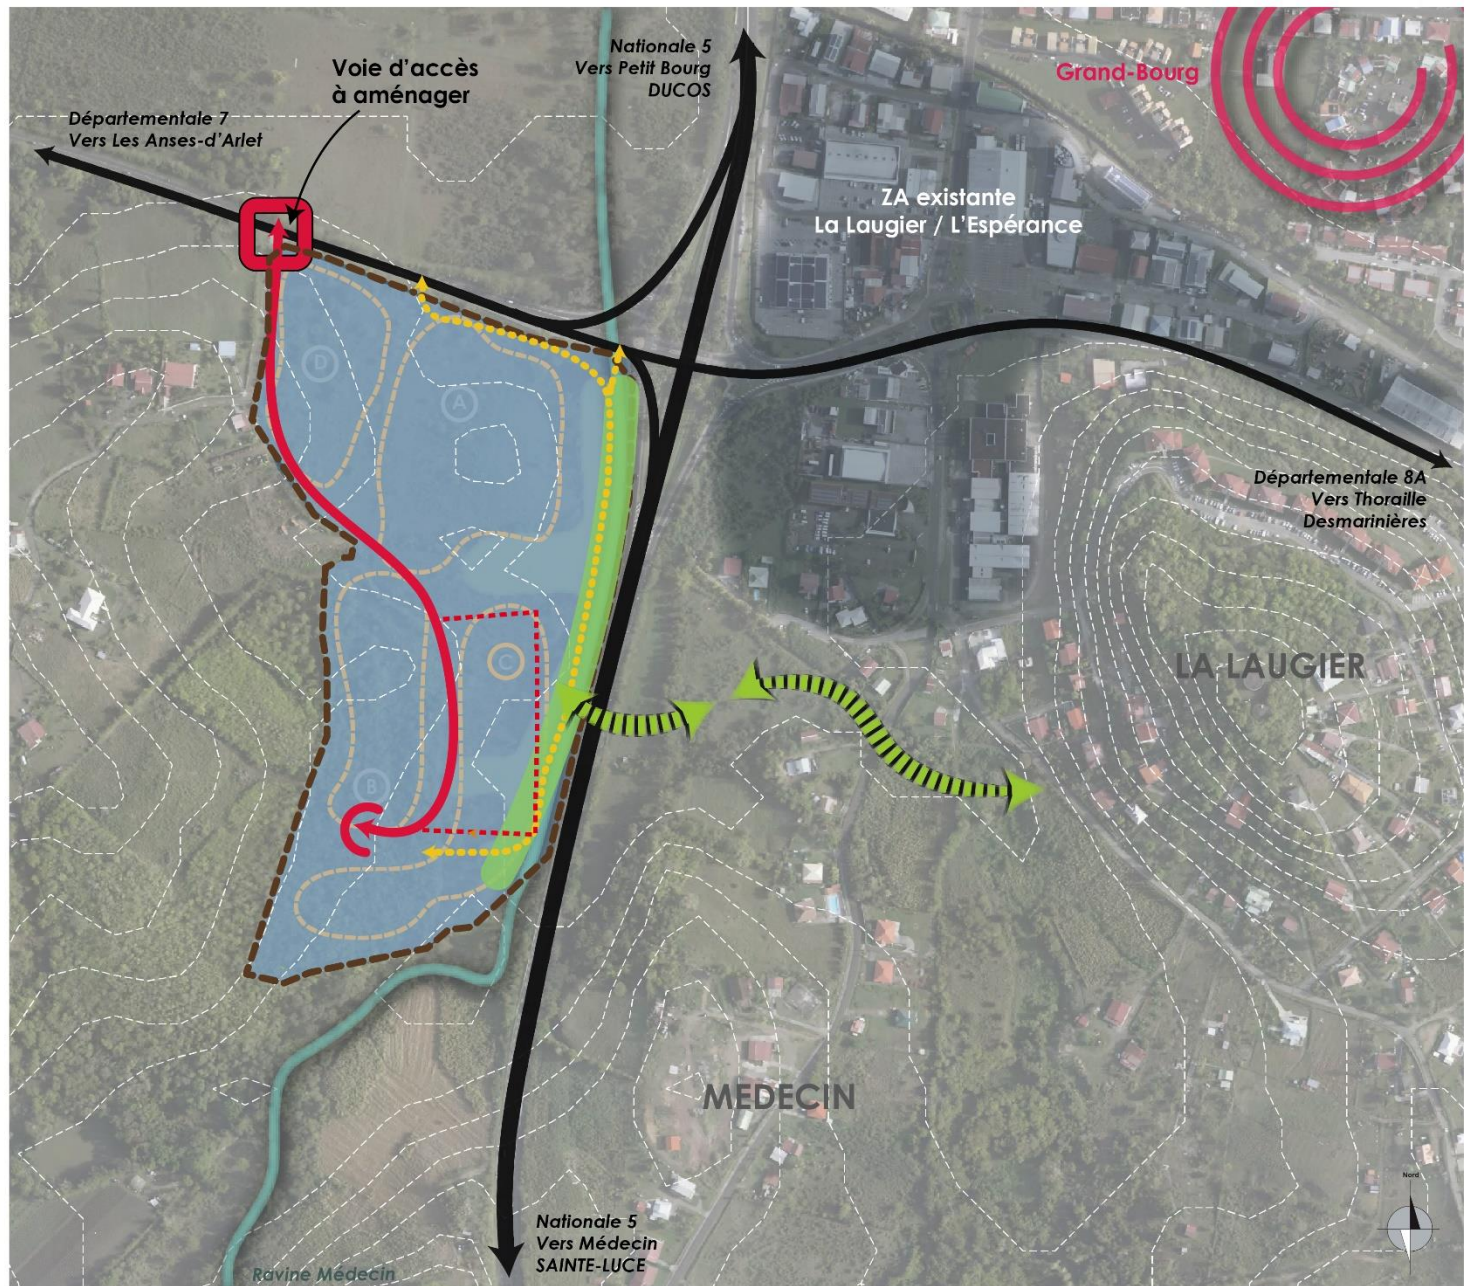 Nationale 5
Vers Petit Bourg
DUCOS
Grand-Bourg
Voie d'accès
à aménager
Départementale 7
Vers Les Anses-d'Arlet
ZA existante
La Laugier / L'Espérance
D
A
Départementale 8A
Vers Thoraille
Desmarinières
C
LA LAUGIER
B
MEDECIN
Nord
Nationale 5
Vers Médecin
SAINTE-LUCE
Ravine Médecin